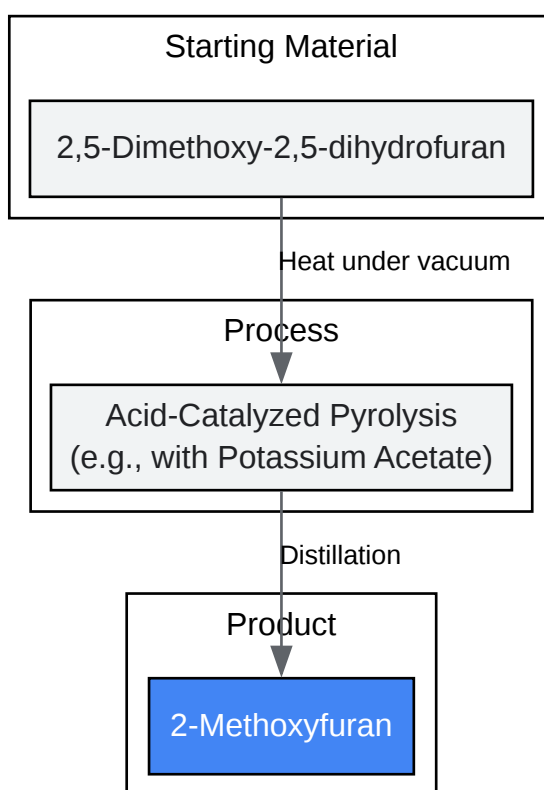 Starting Material
2,5-Dimethoxy-2,5-dihydrofuran
Heat under vacuum
Process
Acid-Catalyzed Pyrolysis
(e.g., with Potassium Acetate)
Distillation
Product
2-Methoxyfuran